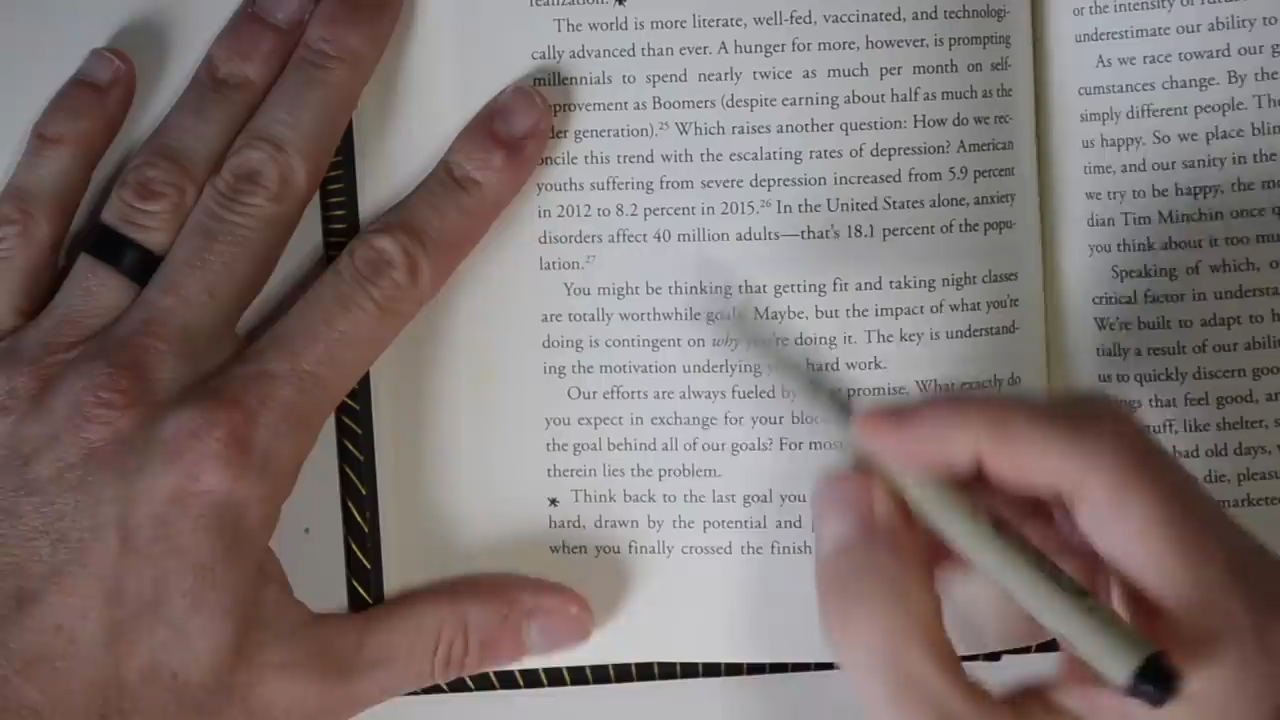 realization.
The world is more literate, well-fed, vaccinated, and technologi-
cally advanced than ever. A hunger for more, however, is prompting
millennials to spend nearly twice as much per month on self-
provement as Boomers (despite earning about half as much as the
der generation).25 Which raises another question: How do we rec-
oncile this trend with the escalating rates of depression? American
youths suffering from severe depression increased from 5.9 percent
in 2012 to 8.2 percent in 2015.26 In the United States alone, anxiety
disorders affect 40 million adults—that's 18.1 percent of the popu-
lation.27
You might be thinking that getting fit and taking night classes
are totally worthwhile goals. Maybe, but the impact of what you're
doing is contingent on why you're doing it. The key is understand-
ing the motivation underlying hard work.
Our efforts are always fueled by promise. What exactly do
you expect in exchange for your
the goal behind all of our goals? For most
therein lies the problem.
Think back to the last goal you
hard, drawn by the potential and
when you finally crossed the finish
or the intensity of
underestimate our ability to
As we race toward our
cumstances change. By the
simply different people.
us happy. So we place
time, and our sanity in the
we try to be happy, the
dian Tim Minchin once
you think about it too
Speaking of which,
critical factor in
We're built to adapt to
tially a result of our
us to quickly discern
that feel good,
stuff, like shelter,
bad old days,
die,